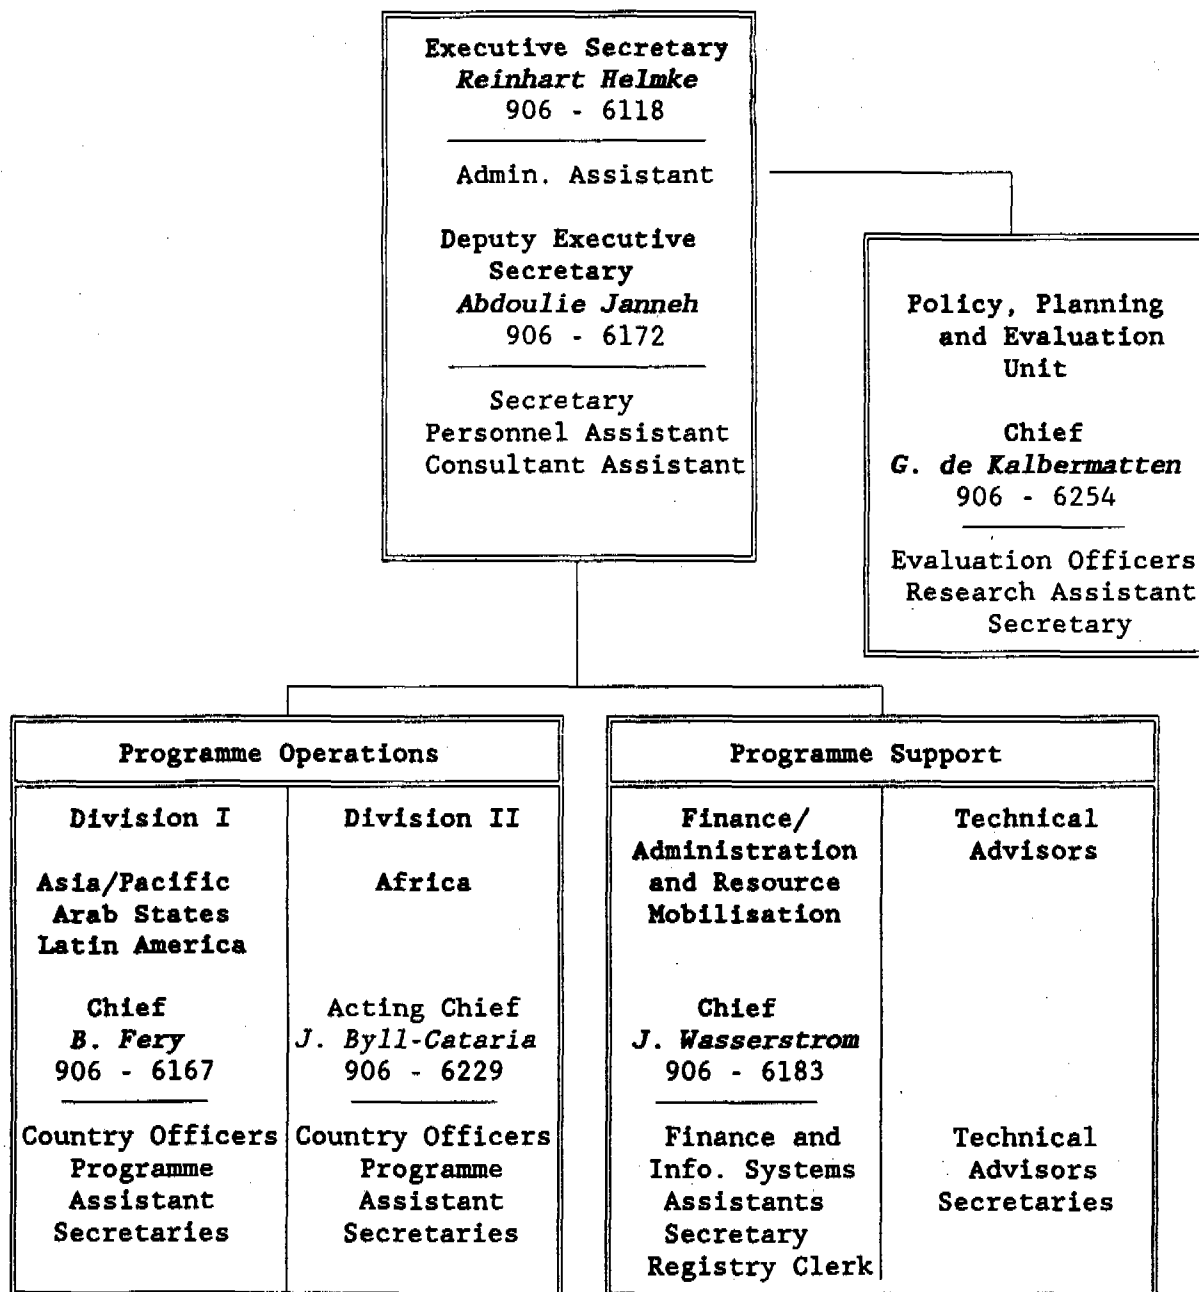 Executive Secretary
Reinhart Helmke
906 - 6118
Admin. Assistant
Deputy Executive
Secretary
Abdoulie Janneh
906 - 6172
Secretary
Personnel Assistant
Consultant Assistant
Policy, Planning
and Evaluation
Unit
Chief
G. de Kalbermatten
906 - 6254
Evaluation Officers
Research Assistant
Secretary
Programme Operations
Division I
Asia/Pacific
Arab States
Latin America
Chief
B. Fery
906 - 6167
Country Officers
Programme
Assistant
Secretaries
Division II
Africa
Acting Chief
J. Byll-Cataria
906 - 6229
Country Officers
Programme
Assistant
Secretaries
Programme Support
Finance/
Administration
and Resource
Mobilisation
Chief
J. Wasserstrom
906 - 6183
Finance and
Info. Systems
Assistants
Secretary
Registry Clerk
Technical
Advisors
Technical
Advisors
Secretaries